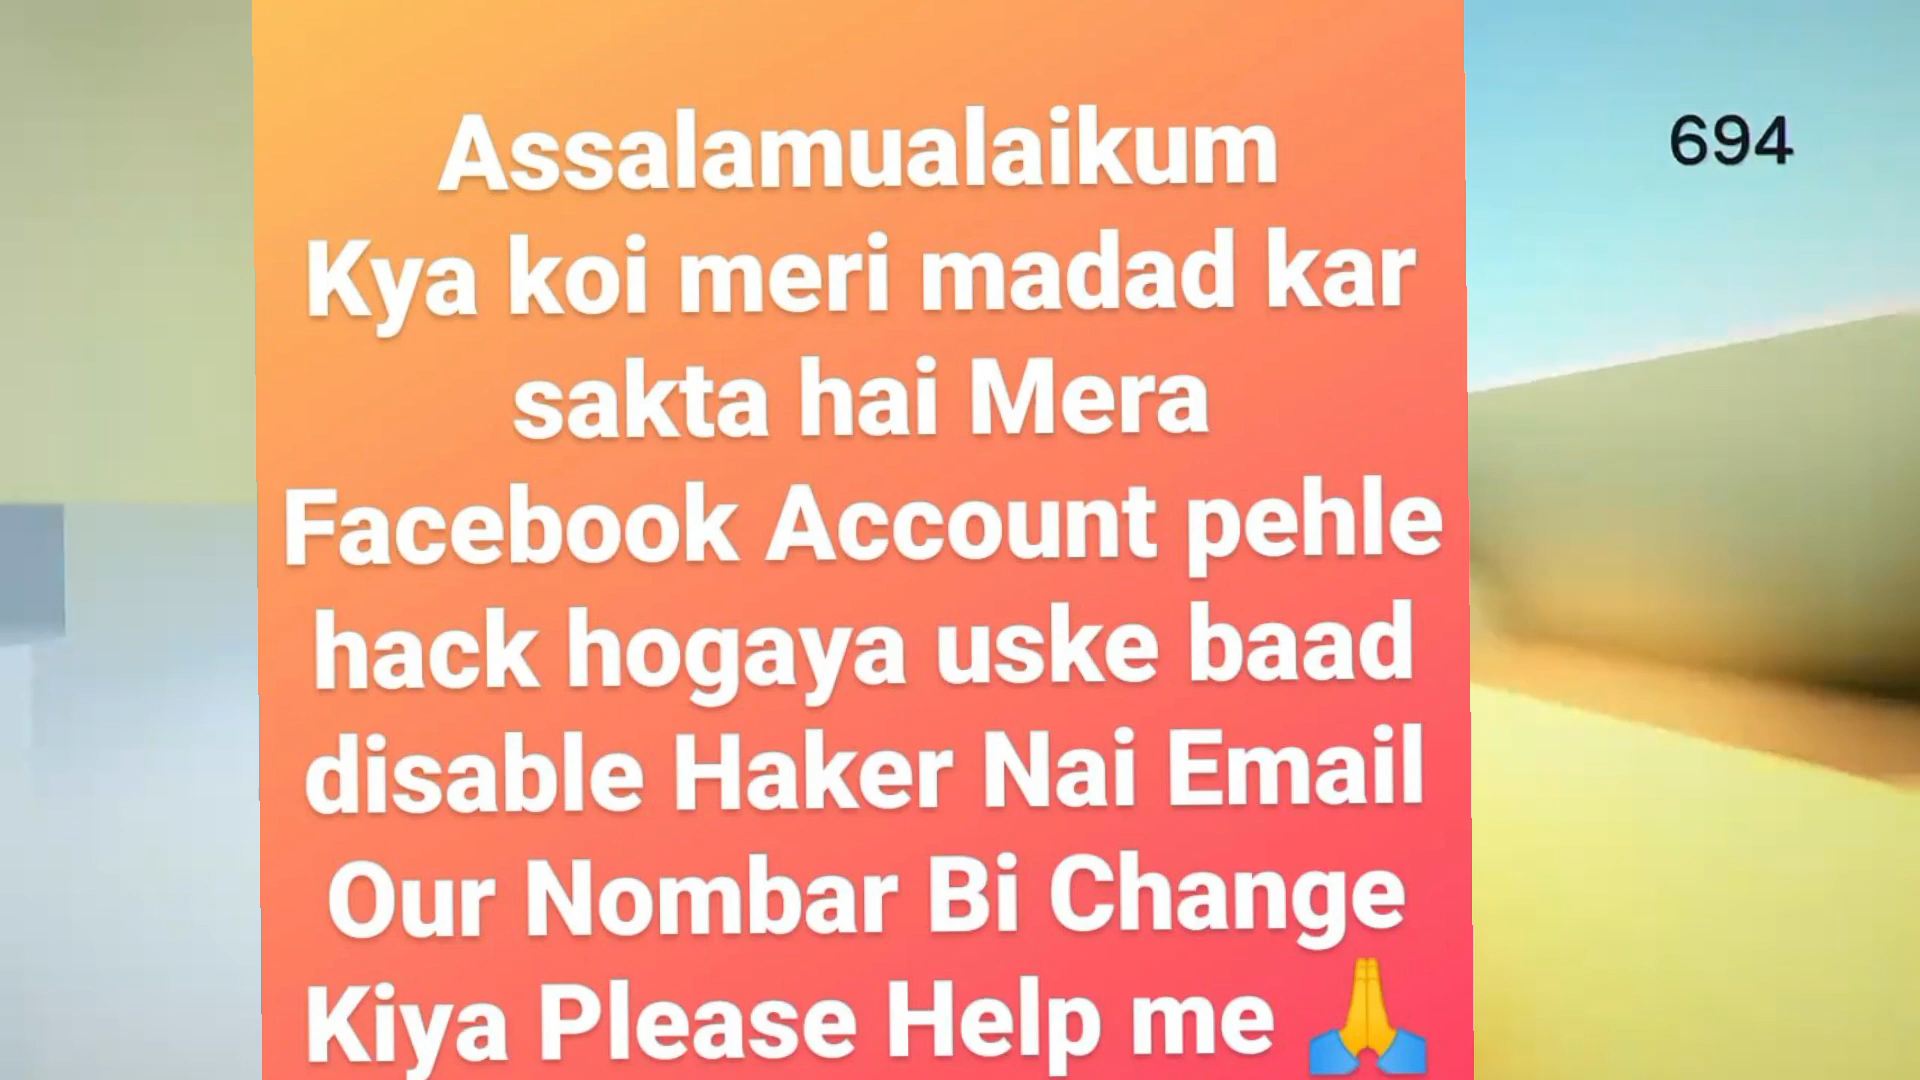 Assalamualaikum
Kya koi meri madad kar
sakta hai Mera
Facebook Account pehle
hack hogaya uske baad
disable Haker Nai Email
Our Nombar Bi Change
Kiya Please Help me 🙏
694